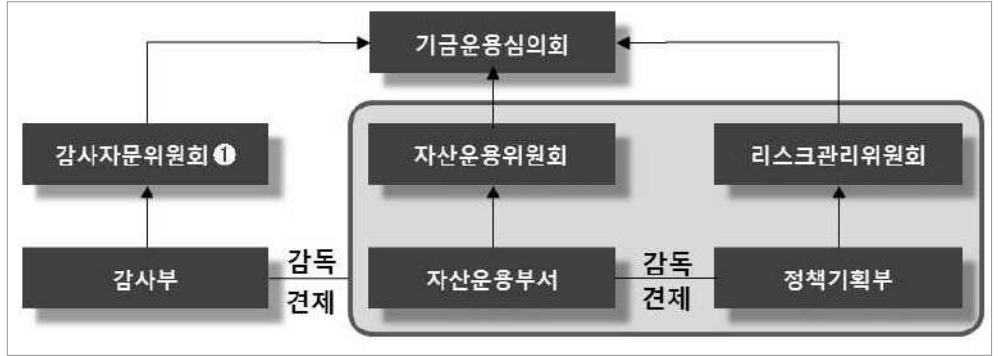 기금운용심의회
감사자문위원회 ❶
자산운용위원회
리스크관리위원회
감사부
감독
견제
자산운용부서
감독
견제
정책기획부